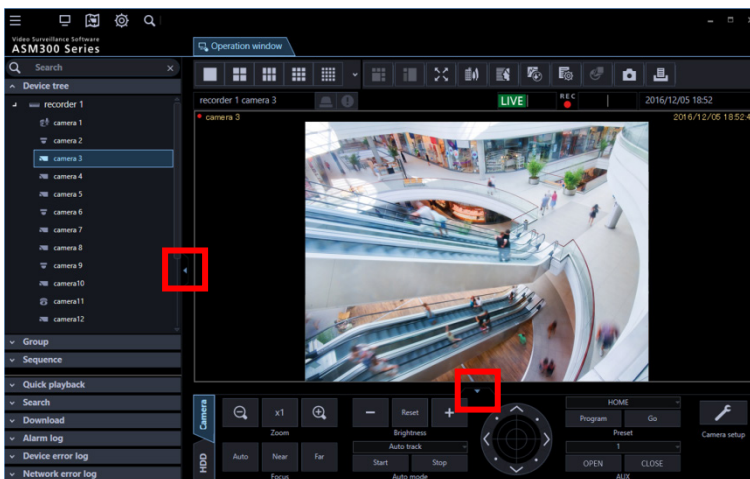 Video Surveillance Software
ASM300 Series
Operation window
Search
Device tree
recorder 1
camera 1
camera 2
camera 3
camera 4
camera 5
camera 6
camera 7
camera 8
camera 9
camera10
camera11
camera12
Group
Sequence
Quick playback
Search
Download
Alarm log
Device error log
Network error log
recorder 1 camera 3
LIVE
REC
2016/12/05 18:52
camera 3
2016/12/05 18:52:4
Camera
HDD
x1
Zoom
Auto
Near
Far
Focus
Reset
Brightness
Auto track
Start
Stop
Auto mode
HOME
Program
Go
Preset
1
OPEN
CLOSE
AUX
Camera setup